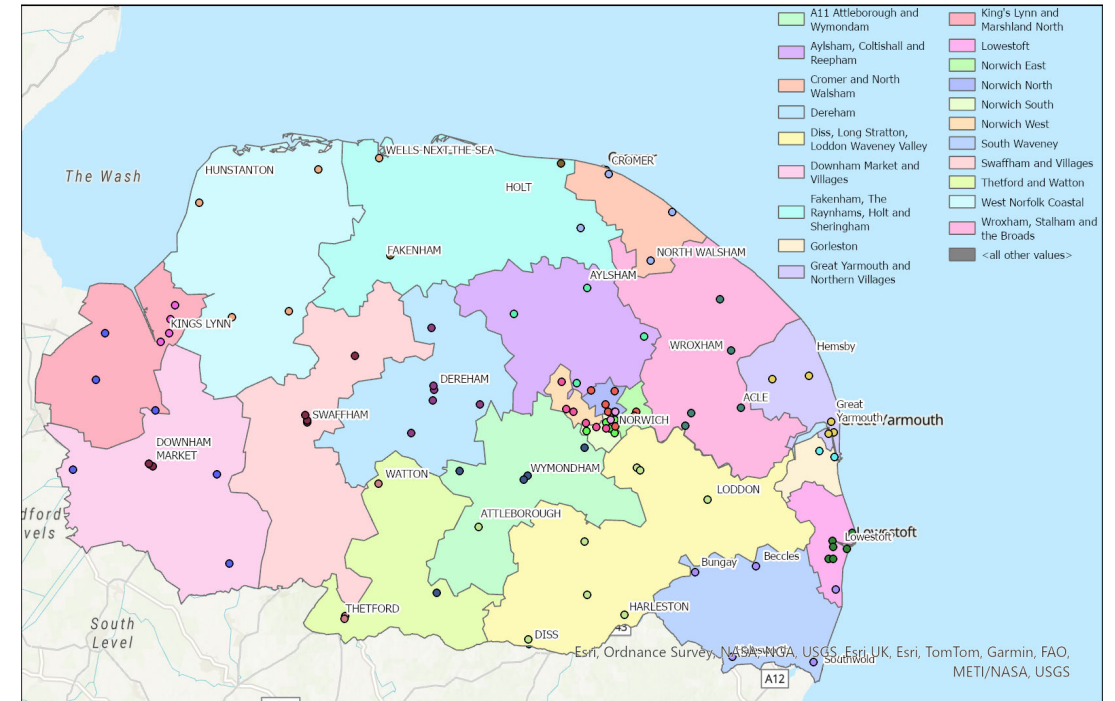 A11 Attleborough and
Wymondam
Aylsham, Coltishall and
Reepham
Cromer and North
Walsham
Dereham
Diss, Long Stratton,
Loddon Waveney Valley
Downham Market and
Villages
Fakenham, The
Raynhams, Holt and
Sheringham
Gorleston
Great Yarmouth and
Northern Villages
King's Lynn and
Marshland North
Lowestoft
Norwich East
Norwich North
Norwich South
Norwich West
South Waveney
Swaffham and Villages
Thetford and Watton
West Norfolk Coastal
Wroxham, Stalham and
the Broads
<all other values>
The Wash
HUNSTANTON
WELLS-NEXT-THE-SEA
CROMER
HOLT
FAKENHAM
NORTH WALSHAM
AYLSHAM
KINGS LYNN
WROXHAM
Hemsby
DEREHAM
ACLE
Great
Yarmouth
Great Yarmouth
SWAFFHAM
NORWICH
DOWNHAM
MARKET
WATTON
WYMONDHAM
LODDON
ATTLEBOROUGH
Lowestoft
Lowestoft
Bungay
Beccles
THETFORD
HARLESTON
South
Level
DISS
Southwold
A12
Esri, Ordnance Survey, NASA, NGA, USGS, Esri UK, Esri, TomTom, Garmin, FAO,
METI/NASA, USGS